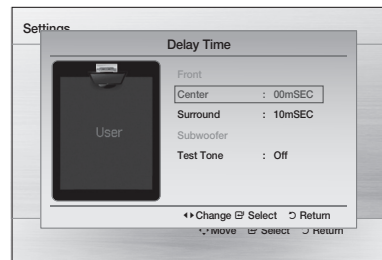 Settings
Delay Time
Front
Center : 00mSEC
Surround : 10mSEC
Subwoofer
Test Tone : Off
User
Change Select Return
Move Select Return